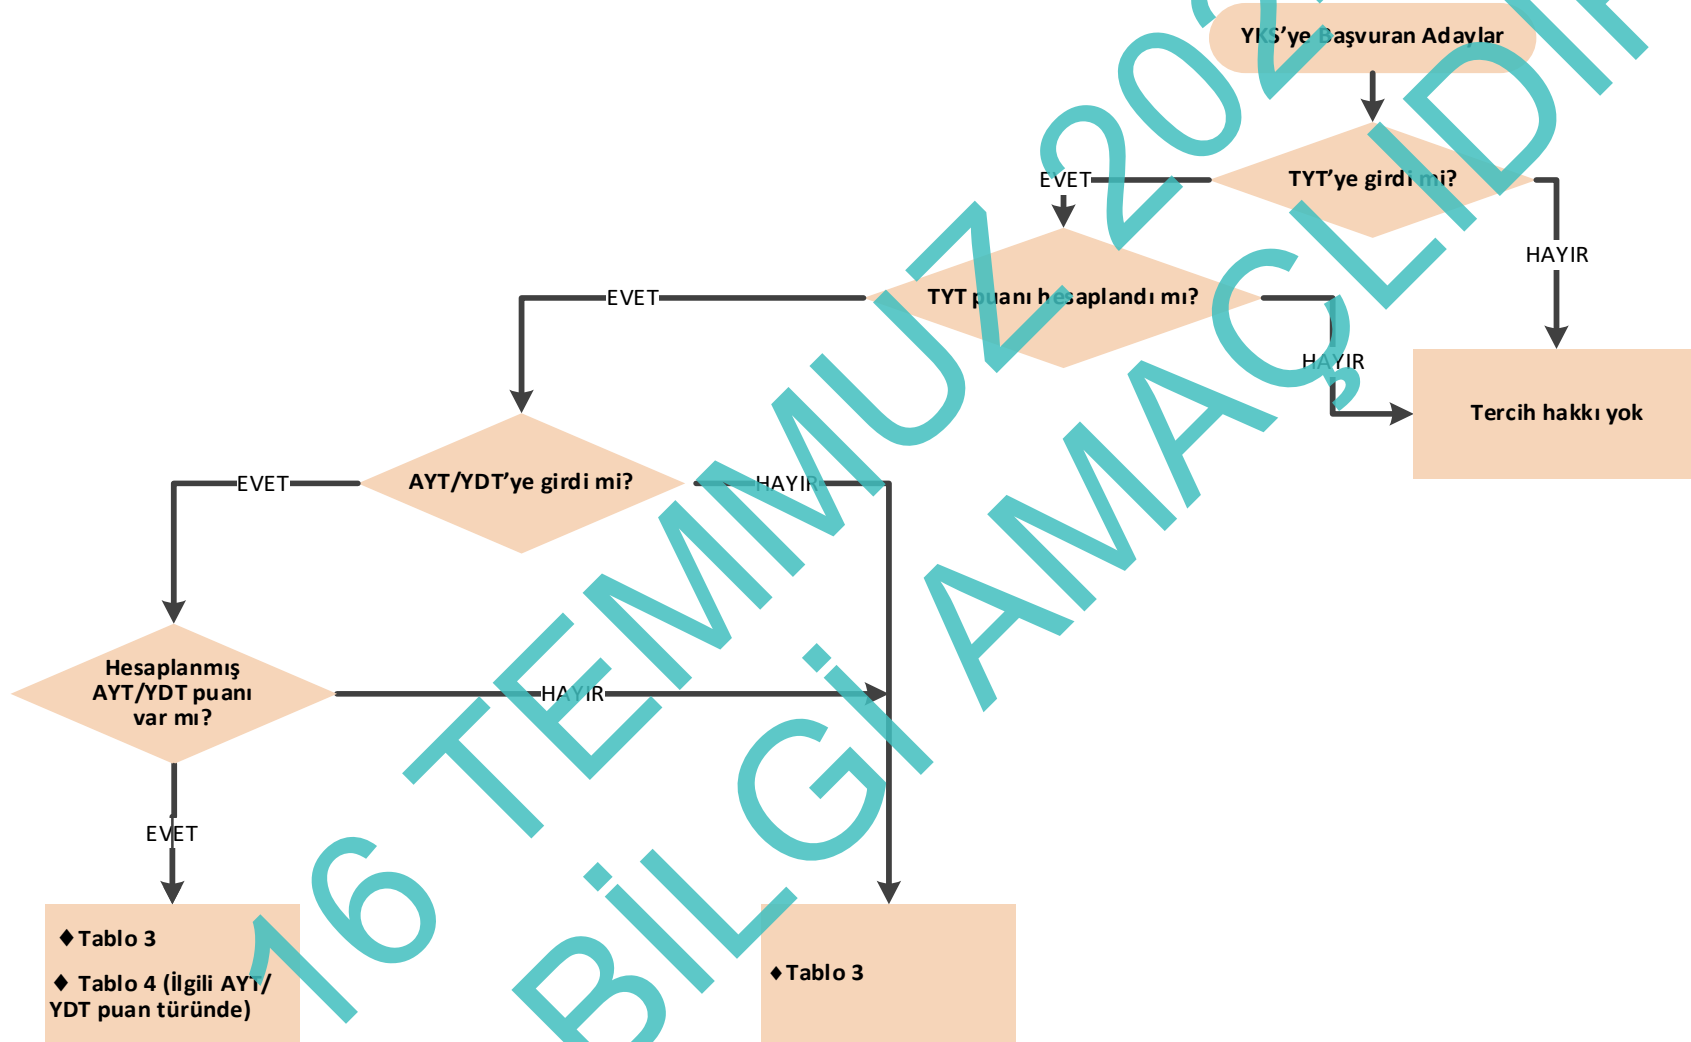 YKS'ye Başvuran Adaylar
TYT'ye girdi mi?
EVET
HAYIR
TYT puanı hesaplandı mı?
EVET
HAYIR
Tercih hakkı yok
AYT/YDT'ye girdi mi?
EVET
HAYIR
Hesaplanmış
AYT/YDT puanı
var mı?
HAYIR
EVET
♦Tablo 3
♦ Tablo 4 (İlgili AYT/
YDT puan türünde)
♦Tablo 3
16 TEMMUZ 202
BİLGİ AMAÇLIDIR